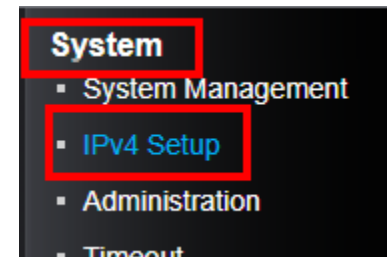 System
System Management
IPv4 Setup
Administration
Timeout